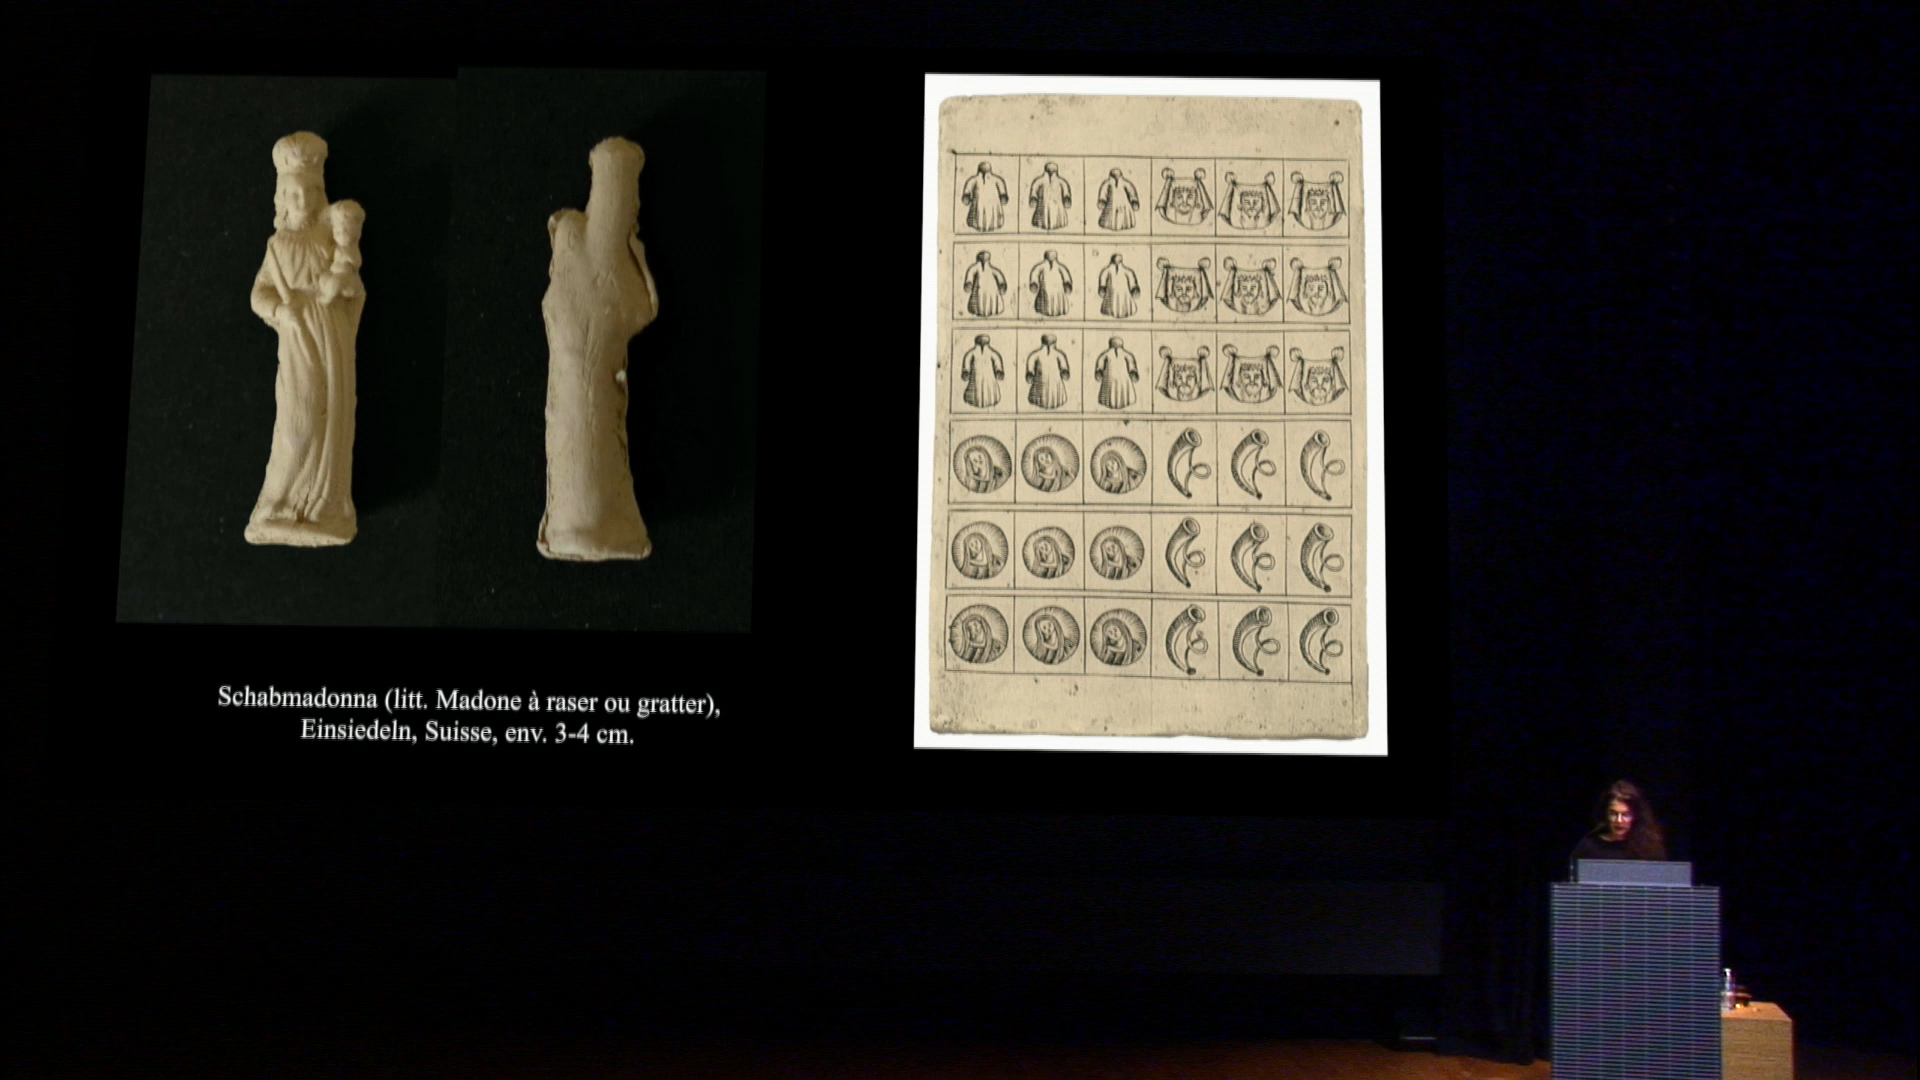 Schabmadonna (litt. Madone à raser ou gratter),
Einsiedeln, Suisse, env. 3-4 cm.